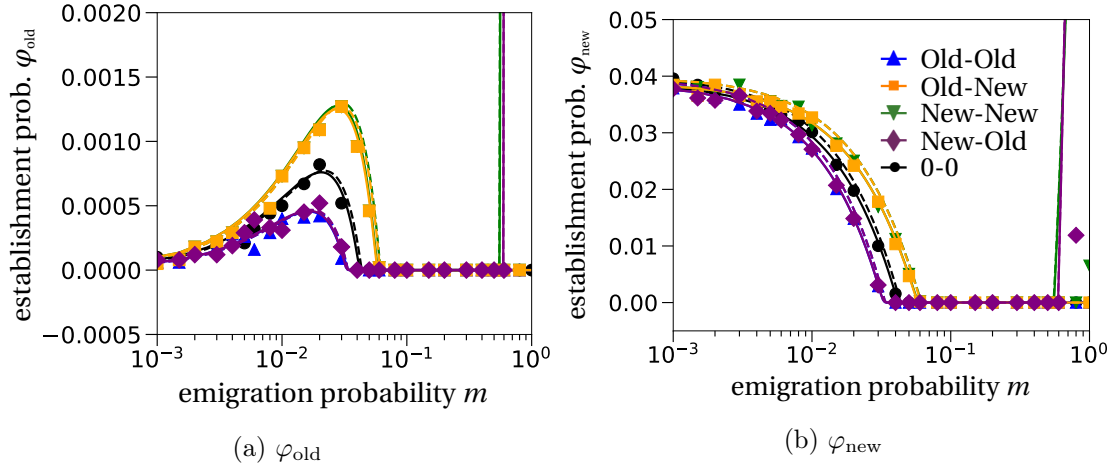 0.0020
0.0015
0.0010
0.0005
0.0000
−0.0005
establishment prob. φold
10−3
10−2
10−1
100
emigration probability m
(a) φold
0.05
0.04
0.03
0.02
0.01
0.00
establishment prob. φnew
Old-Old
Old-New
New-New
New-Old
0-0
10−3
10−2
10−1
100
emigration probability m
(b) φnew